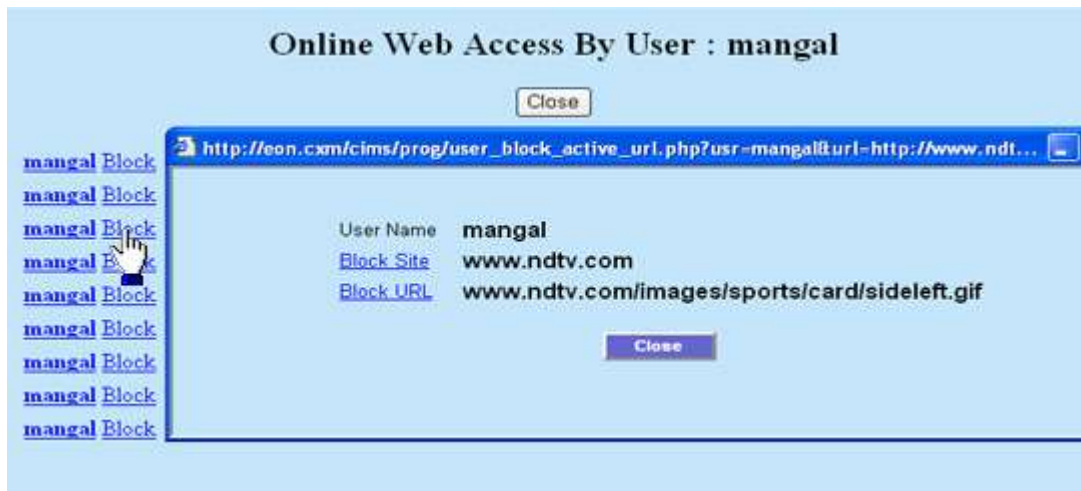 Online Web Access By User : mangal
Close
http://eon.cxm/cims/prog/user_block_active_url.php?usr=mangal&url=http://www.ndt...
mangal Block
mangal Block
mangal Block
mangal Block
mangal Block
mangal Block
mangal Block
mangal Block
mangal Block
User Name mangal
Block Site www.ndtv.com
Block URL www.ndtv.com/images/sports/card/sideleft.gif
Close